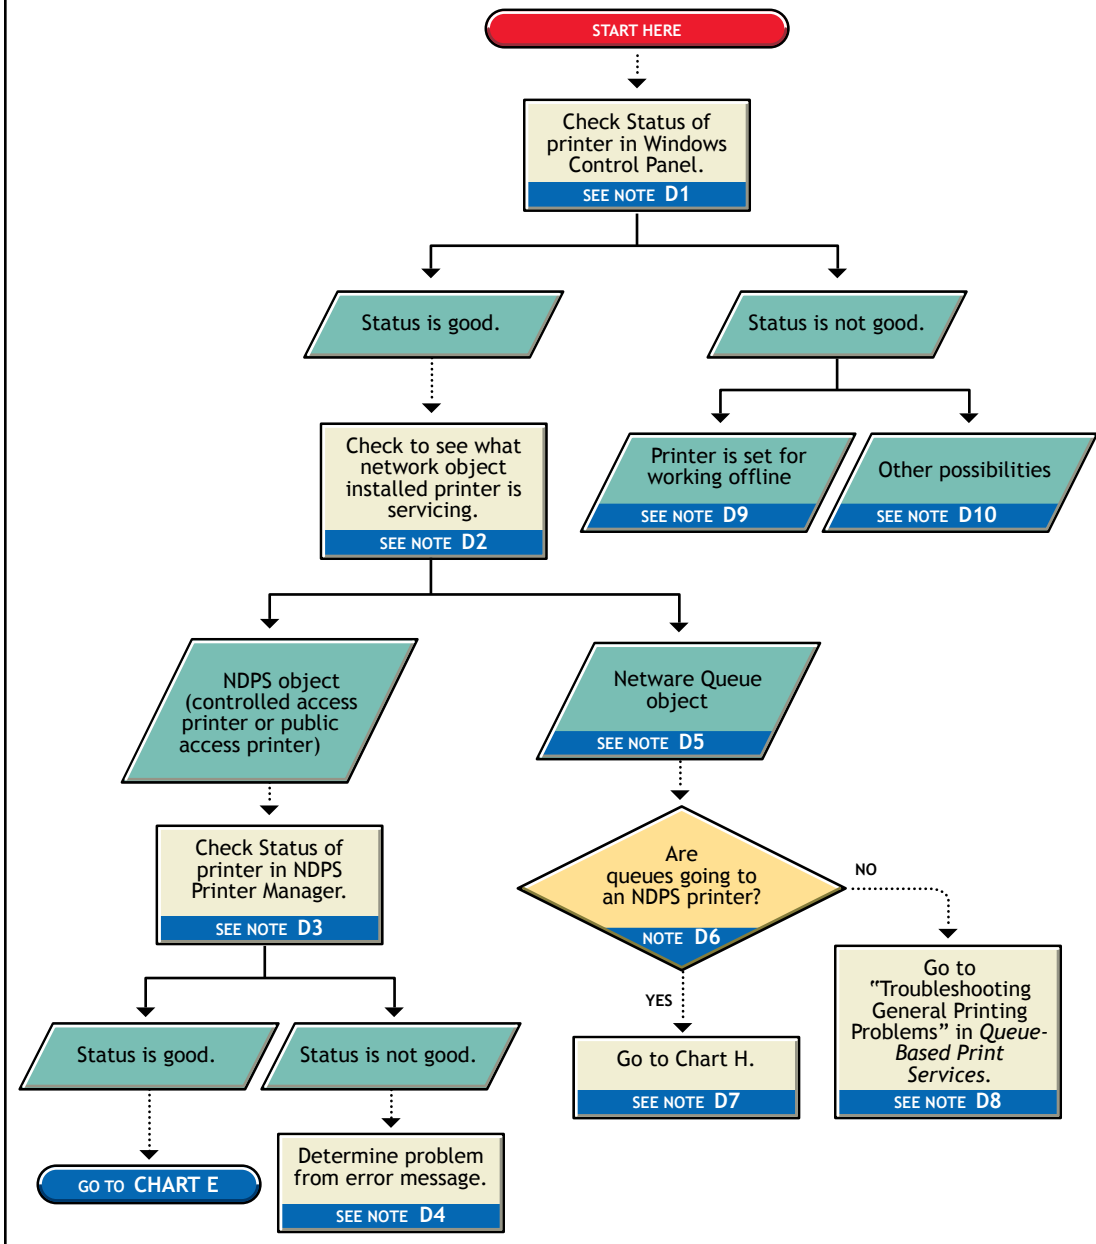 START HERE
Check Status of
printer in Windows
Control Panel.
SEE NOTE D1
Status is good.
Status is not good.
Check to see what
network object
installed printer is
servicing.
SEE NOTE D2
Printer is set for
working offline
SEE NOTE D9
Other possibilities
SEE NOTE D10
NDPS object
(controlled access
printer or public
access printer)
Netware Queue
object
SEE NOTE D5
Check Status of
printer in NDPS
Printer Manager.
SEE NOTE D3
Are
queues going to
an NDPS printer?
NOTE D6
NO
YES
Go to
“Troubleshooting
General Printing
Problems” in Queue-
Based Print
Services.
SEE NOTE D8
Status is good.
Status is not good.
Go to Chart H.
SEE NOTE D7
GO TO CHART E
Determine problem
from error message.
SEE NOTE D4